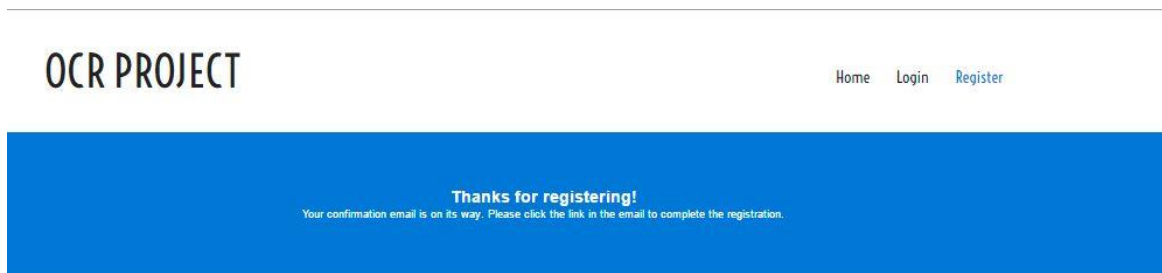 OCR PROJECT
Home Login Register
Thanks for registering!
Your confirmation email is on its way. Please click the link in the email to complete the registration.